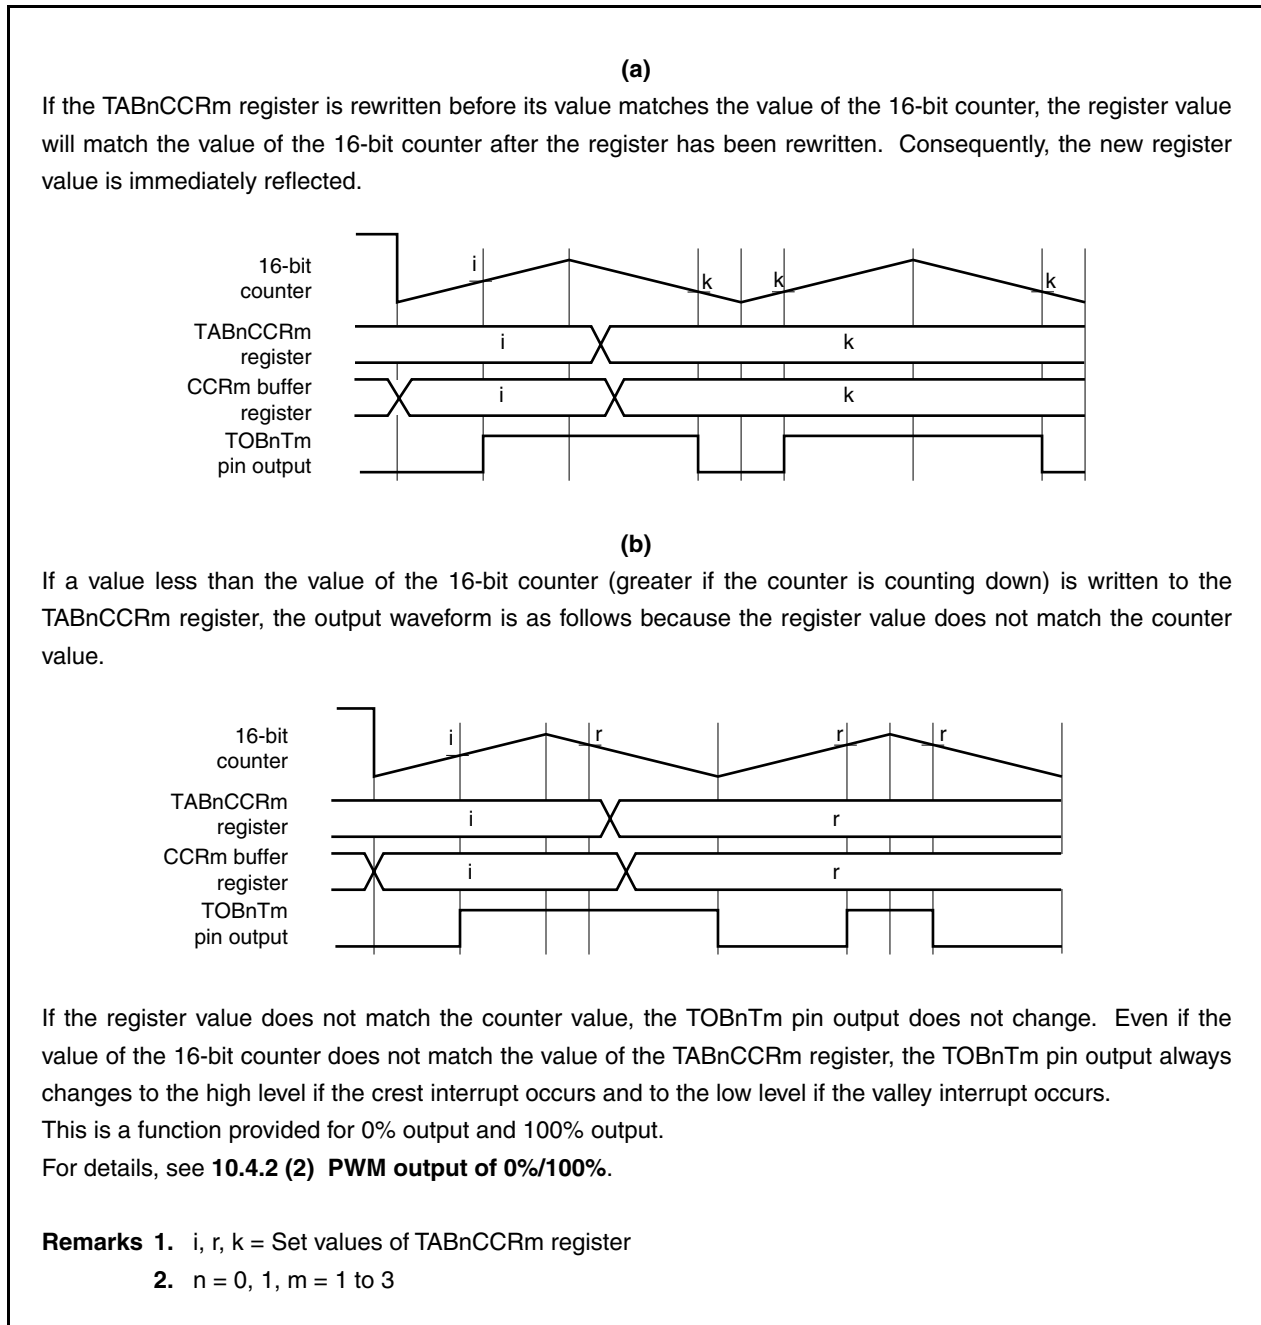 (a)
If the TABnCCRm register is rewritten before its value matches the value of the 16-bit counter, the register value
will match the value of the 16-bit counter after the register has been rewritten. Consequently, the new register
value is immediately reflected.
16-bit
counter
i
k
k
k
TABnCCRm
register
i
k
CCRm buffer
register
i
k
TOBnTm
pin output
(b)
If a value less than the value of the 16-bit counter (greater if the counter is counting down) is written to the
TABnCCRm register, the output waveform is as follows because the register value does not match the counter
value.
16-bit
counter
i
r
r
r
TABnCCRm
register
i
r
CCRm buffer
register
i
r
TOBnTm
pin output
If the register value does not match the counter value, the TOBnTm pin output does not change. Even if the
value of the 16-bit counter does not match the value of the TABnCCRm register, the TOBnTm pin output always
changes to the high level if the crest interrupt occurs and to the low level if the valley interrupt occurs.
This is a function provided for 0% output and 100% output.
For details, see 10.4.2 (2) PWM output of 0%/100%.
Remarks 1. i, r, k = Set values of TABnCCRm register
2. n = 0, 1, m = 1 to 3